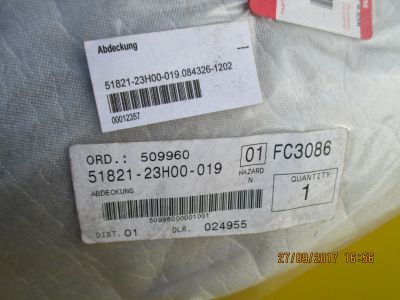 Abdeckung
51821-23H00-019.084326-1202
00012357
ORD.: 509960
01 FC3086
51821-23H00-019
HAZARD
N
ABDECKUNG
QUANTITY
1
50996000001001
DIST. 01 DLR. 024955
27/09/2017 16:56